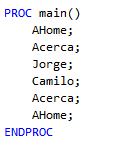 PROC main()
AHome;
Acerca;
Jorge;
Camilo;
Acerca;
AHome;
ENDPROC